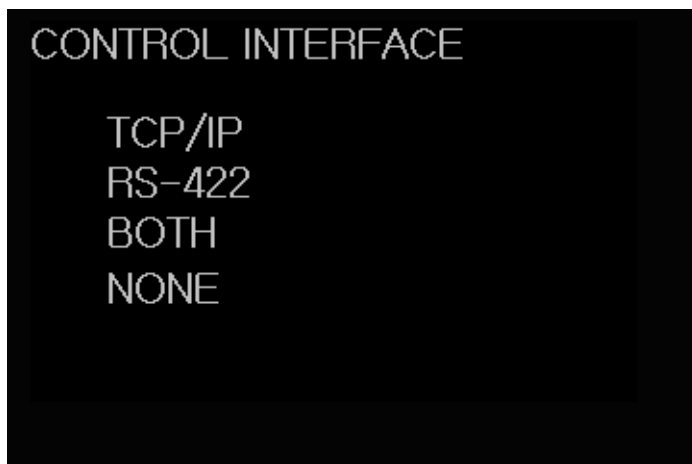 CONTROL INTERFACE
TCP/IP
RS-422
BOTH
NONE